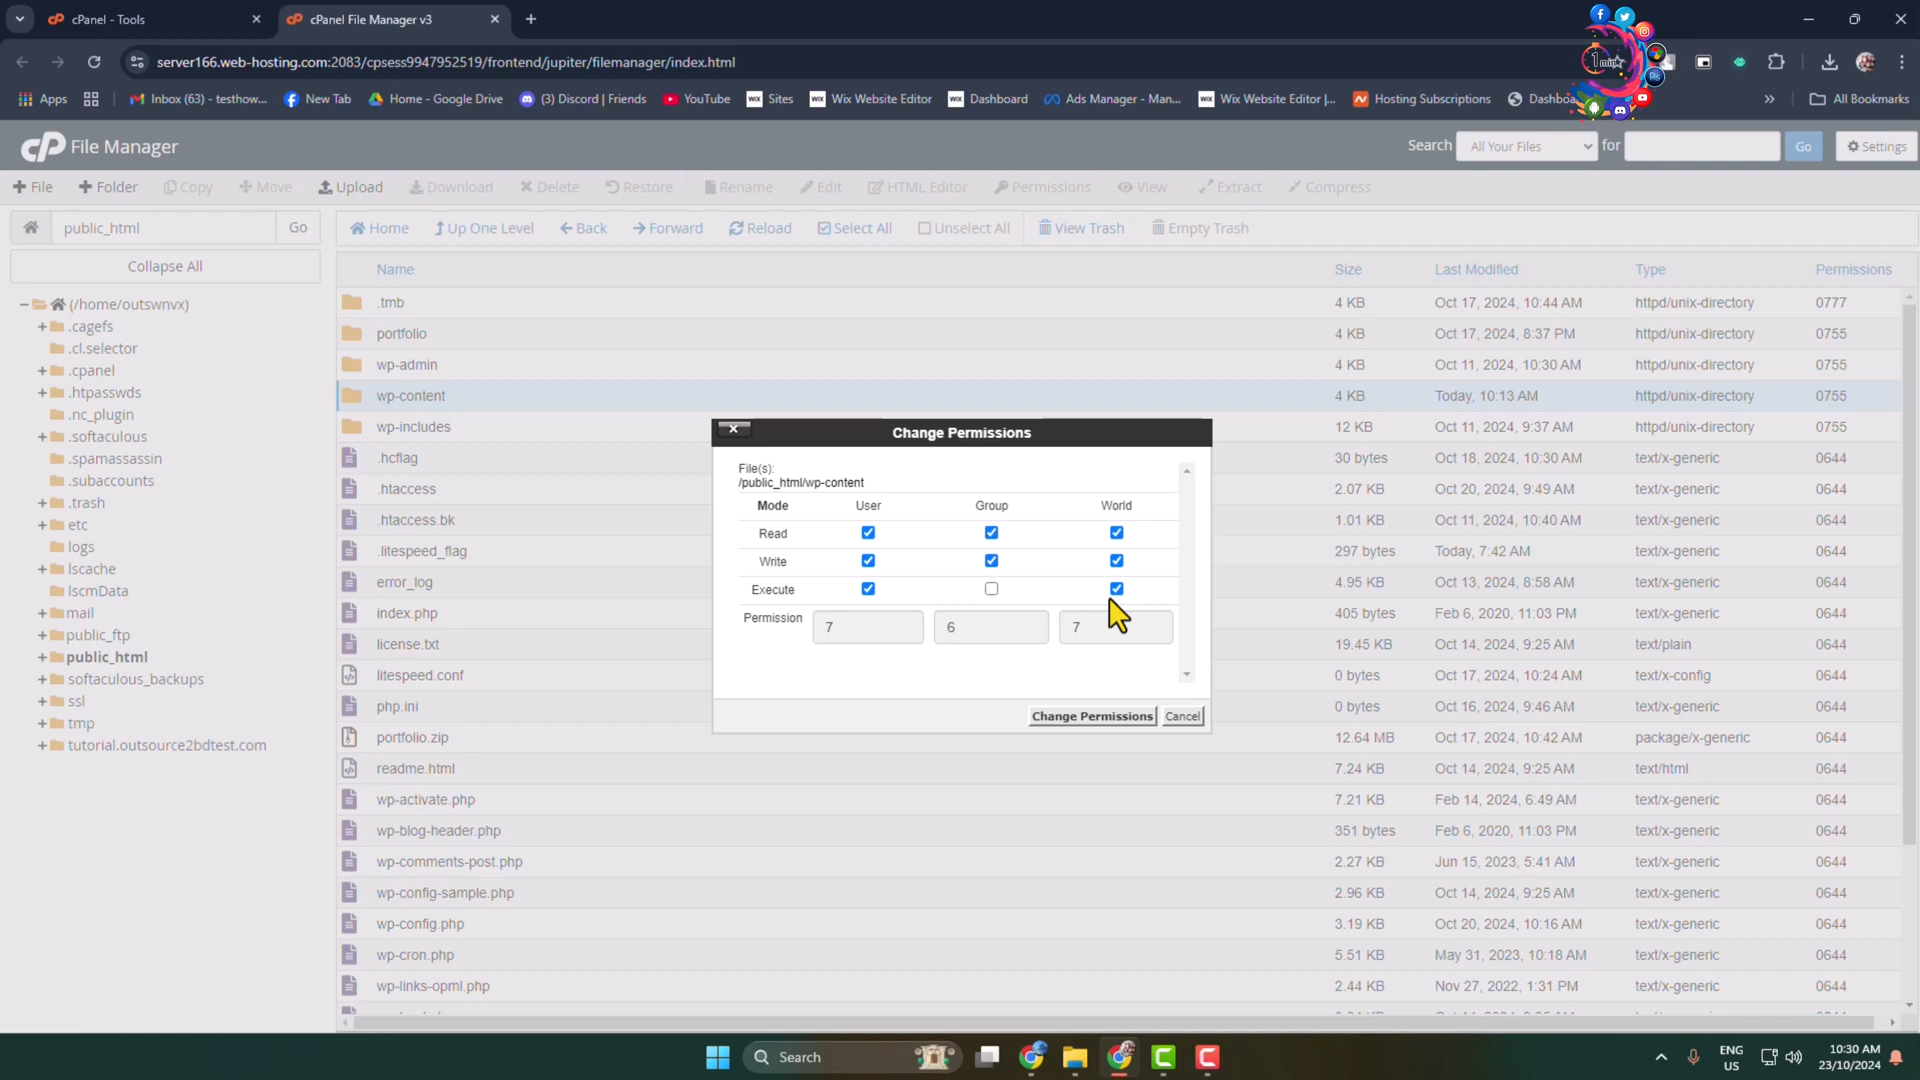 cPanel - Tools
cPanel File Manager v3
server166.web-hosting.com:2083/cpsess9947952519/frontend/jupiter/filemanager/index.html
1min
Ps
Apps
Inbox (63) - testhow...
New Tab
Home - Google Drive
(3) Discord | Friends
YouTube
WIX Sites
WIX Wix Website Editor
WIX Dashboard
Ads Manager - Man...
WIX Wix Website Editor |...
Hosting Subscriptions
All Bookmarks
cP File Manager
Search All Your Files for Go Settings
File Folder Copy Move Upload Download Delete Restore Rename Edit HTML Editor Permissions View Extract Compress
public_html Go Home Up One Level Back Forward Reload Select All Unselect All View Trash Empty Trash
Collapse All
(/home/outswnvx)
.cagefs
.cl.selector
.cpanel
.htpasswds
.nc_plugin
.softaculous
.spamassassin
.subaccounts
.trash
etc
logs
lscache
lscmData
mail
public_ftp
public_html
softaculous_backups
ssl
tmp
tutorial.outsource2bdtest.com
Name Size Last Modified Type Permissions
.tmb 4 KB Oct 17, 2024, 10:44 AM httpd/unix-directory 0777
portfolio 4 KB Oct 17, 2024, 8:37 PM httpd/unix-directory 0755
wp-admin 4 KB Oct 11, 2024, 10:30 AM httpd/unix-directory 0755
wp-content 4 KB Today, 10:13 AM httpd/unix-directory 0755
wp-includes 12 KB Oct 11, 2024, 9:37 AM httpd/unix-directory 0755
.hcflag 30 bytes Oct 18, 2024, 10:30 AM text/x-generic 0644
.htaccess 2.07 KB Oct 20, 2024, 9:49 AM text/x-generic 0644
.htaccess.bk 1.01 KB Oct 11, 2024, 10:40 AM text/x-generic 0644
.litespeed_flag 297 bytes Today, 7:42 AM text/x-generic 0644
error_log 4.95 KB Oct 13, 2024, 8:58 AM text/x-generic 0644
index.php 405 bytes Feb 6, 2020, 11:03 PM text/x-generic 0644
license.txt 19.45 KB Oct 14, 2024, 9:25 AM text/plain 0644
litespeed.conf 0 bytes Oct 17, 2024, 10:24 AM text/x-config 0644
php.ini 0 bytes Oct 16, 2024, 9:46 AM text/x-generic 0644
portfolio.zip 12.64 MB Oct 17, 2024, 10:42 AM package/x-generic 0644
readme.html 7.24 KB Oct 14, 2024, 9:25 AM text/html 0644
wp-activate.php 7.21 KB Feb 14, 2024, 6:49 AM text/x-generic 0644
wp-blog-header.php 351 bytes Feb 6, 2020, 11:03 PM text/x-generic 0644
wp-comments-post.php 2.27 KB Jun 15, 2023, 5:41 AM text/x-generic 0644
wp-config-sample.php 2.96 KB Oct 14, 2024, 9:25 AM text/x-generic 0644
wp-config.php 3.19 KB Oct 20, 2024, 10:16 AM text/x-generic 0644
wp-cron.php 5.51 KB May 31, 2023, 10:18 AM text/x-generic 0644
wp-links-opml.php 2.44 KB Nov 27, 2022, 1:31 PM text/x-generic 0644
Change Permissions
File(s):
/public_html/wp-content
Mode User Group World
Read
Write
Execute
Permission 7 6 7
Change Permissions Cancel
Search
ENG
US
10:30 AM
23/10/2024